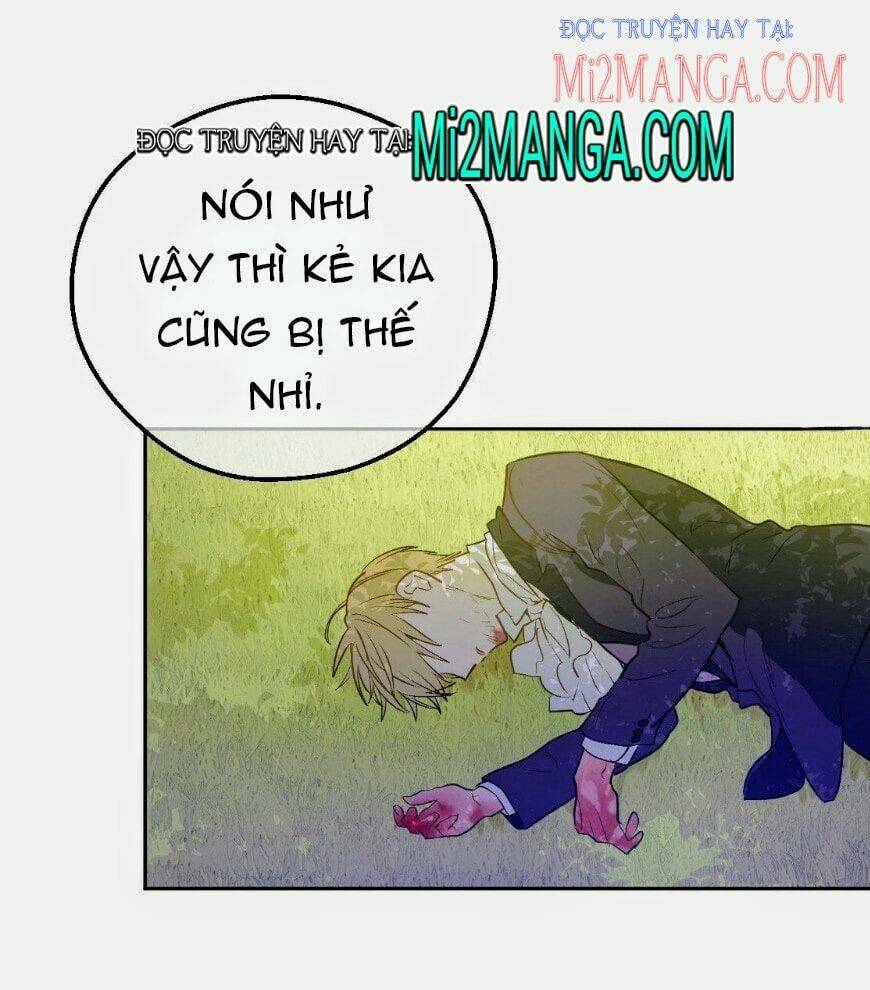 ĐỌC TRUYỆN HAY TẠI:
MI2MANGA.COM
ĐỌC TRUYỆN HAY TẠI:
Mi2MANGA.COM
NÓI NHƯ
VẬY THÌ KẺ KIA
CŨNG BỊ THẾ
NHỈ.